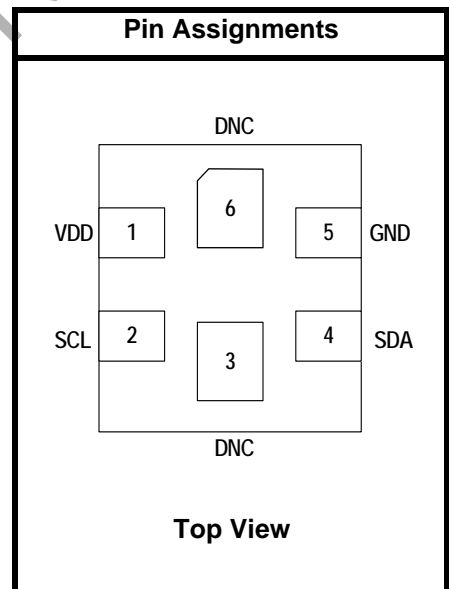 Pin Assignments
DNC
6
VDD 1 5 GND
SCL 2 4 SDA
3
DNC
Top View